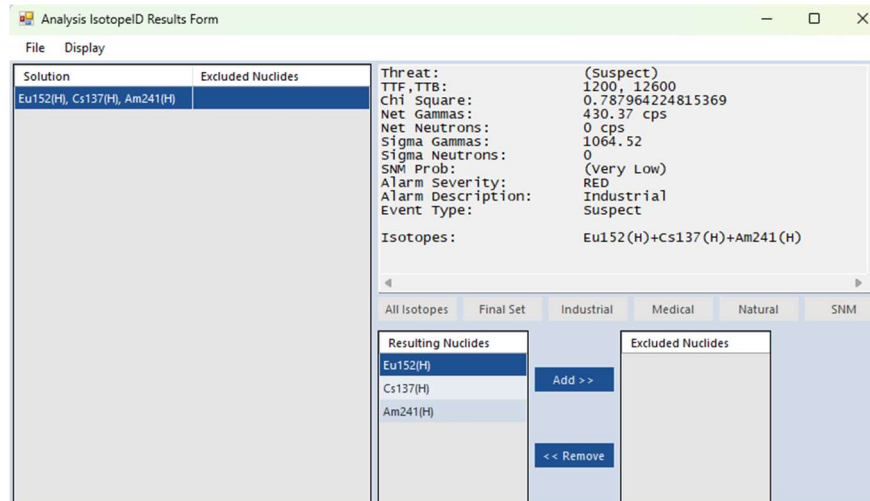 Analysis IsotopeID Results Form
File Display
Solution Excluded Nuclides
Eu152(H), Cs137(H), Am241(H)
Threat: (Suspect)
TTF,TTB: 1200, 12600
Chi Square: 0.787964224815369
Net Gammas: 430.37 cps
Net Neutrons: 0 cps
Sigma Gammas: 1064.52
Sigma Neutrons: 0
SNM Prob: (Very Low)
Alarm Severity: RED
Alarm Description: Industrial
Event Type: Suspect
Isotopes: Eu152(H)+Cs137(H)+Am241(H)
All Isotopes Final Set Industrial Medical Natural SNM
Resulting Nuclides
Eu152(H)
Cs137(H)
Am241(H)
Add >>
<< Remove
Excluded Nuclides